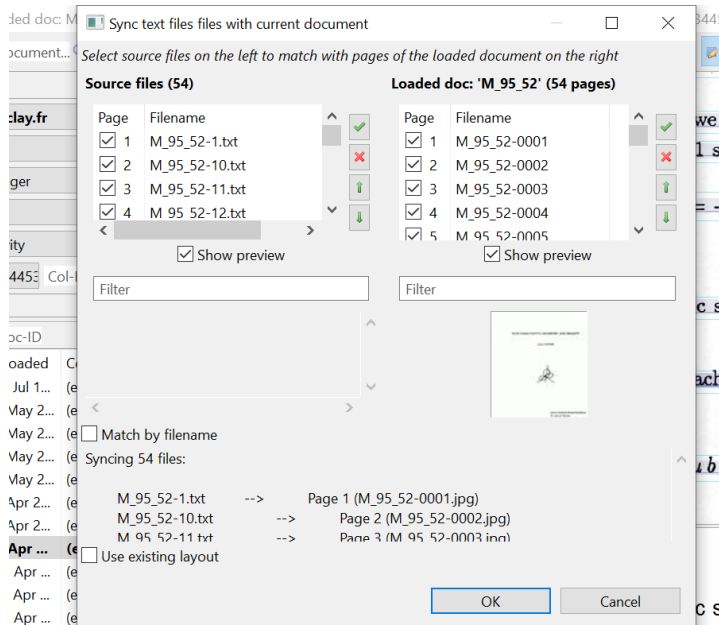 ded doc: M
Sync text files files with current document
ocument...
Select source files on the left to match with pages of the loaded document on the right
Source files (54)
Loaded doc: 'M_95_52' (54 pages)
clay.fr
Page Filename
1 M_95_52-1.txt
2 M_95_52-10.txt
3 M_95_52-11.txt
4 M_95_52-12.txt
Page Filename
1 M_95_52-0001
2 M_95_52-0002
3 M_95_52-0003
4 M_95_52-0004
5 M_95_52-0005
we
l s
ger
rity
Show preview
Show preview
4453 Col-I
Filter
Filter
c s
oc-ID
oaded C
Jul 1... (e
May 2... (e
May 2... (e
May 2... (e
May 2... (e
Apr 2... (e
Apr 2... (e
Apr ... (e
Apr ... (e
Apr ... (e
Apr ... (e
ach
Match by filename
Syncing 54 files:
M_95_52-1.txt --> Page 1 (M_95_52-0001.jpg)
M_95_52-10.txt --> Page 2 (M_95_52-0002.jpg)
M_95_52-11.txt --> Page 3 (M_95_52-0003.jpg)
u b
Use existing layout
OK
Cancel
c s